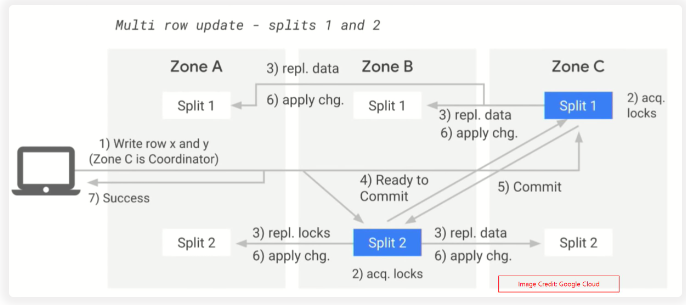 Multi row update - splits 1 and 2
Zone A
Zone B
Zone C
3) repl. data
6) apply chg.
Split 1
Split 1
Split 1
2) acq.
locks
3) repl. data
6) apply chg.
1) Write row x and y
(Zone C is Coordinator)
7) Success
4) Ready to
Commit
5) Commit
Split 2
3) repl. locks
6) apply chg.
Split 2
3) repl. data
6) apply chg.
Split 2
2) acq. locks
Image Credit: Google Cloud